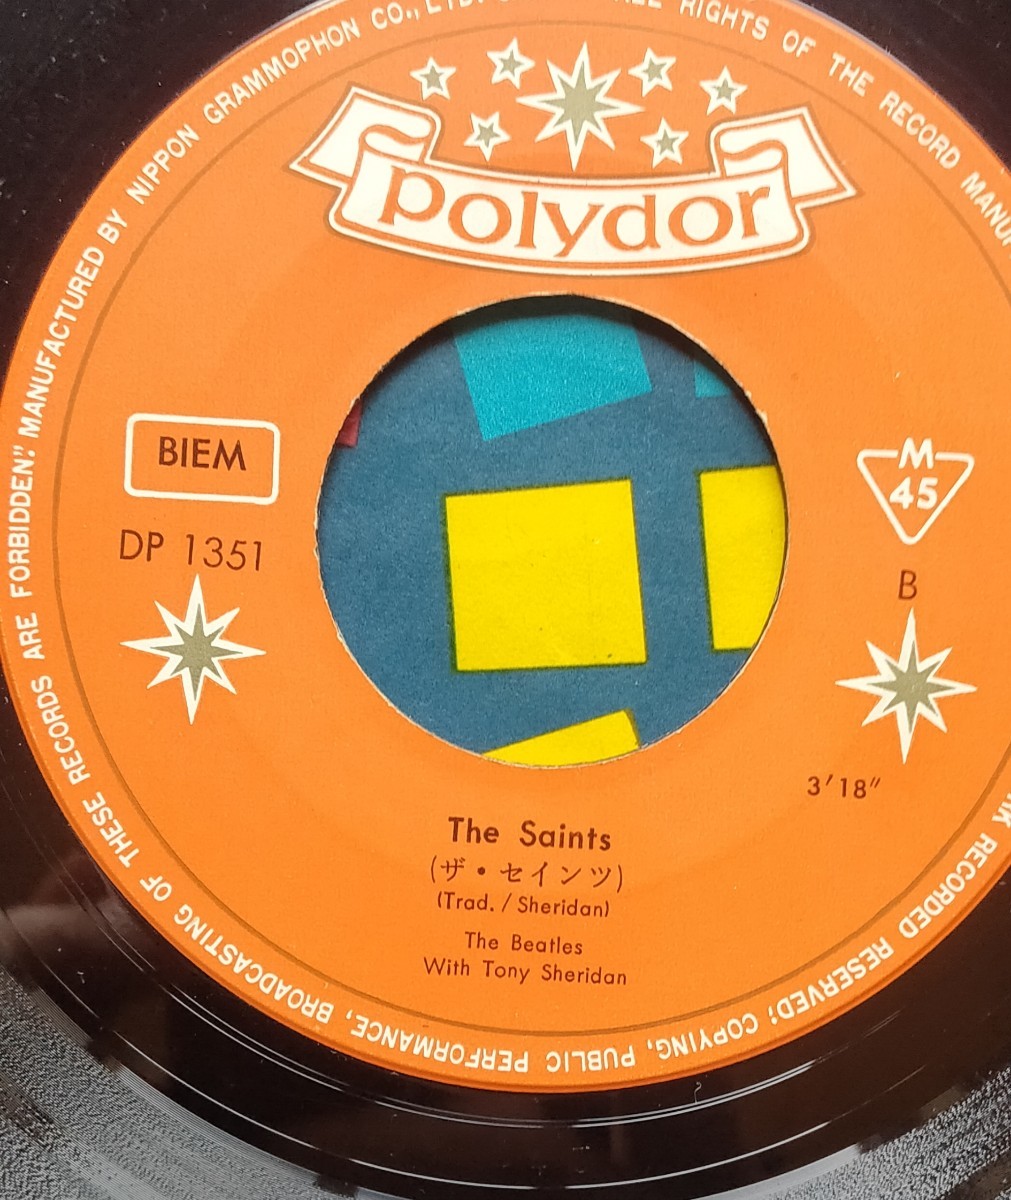 MANUFACTURED BY NIPPON GRAMMOPHON CO., LTD.
RIGHTS OF THE RECORD
RECORDED RESERVED; COPYING, PUBLIC PERFORMANCE, BROADCASTING OF THESE RECORDS ARE FORBIDDEN."
polydor
BIEM
DP 1351
M
45
B
3'18"
The Saints
(ザ・セインツ)
(Trad. / Sheridan)
The Beatles
With Tony Sheridan